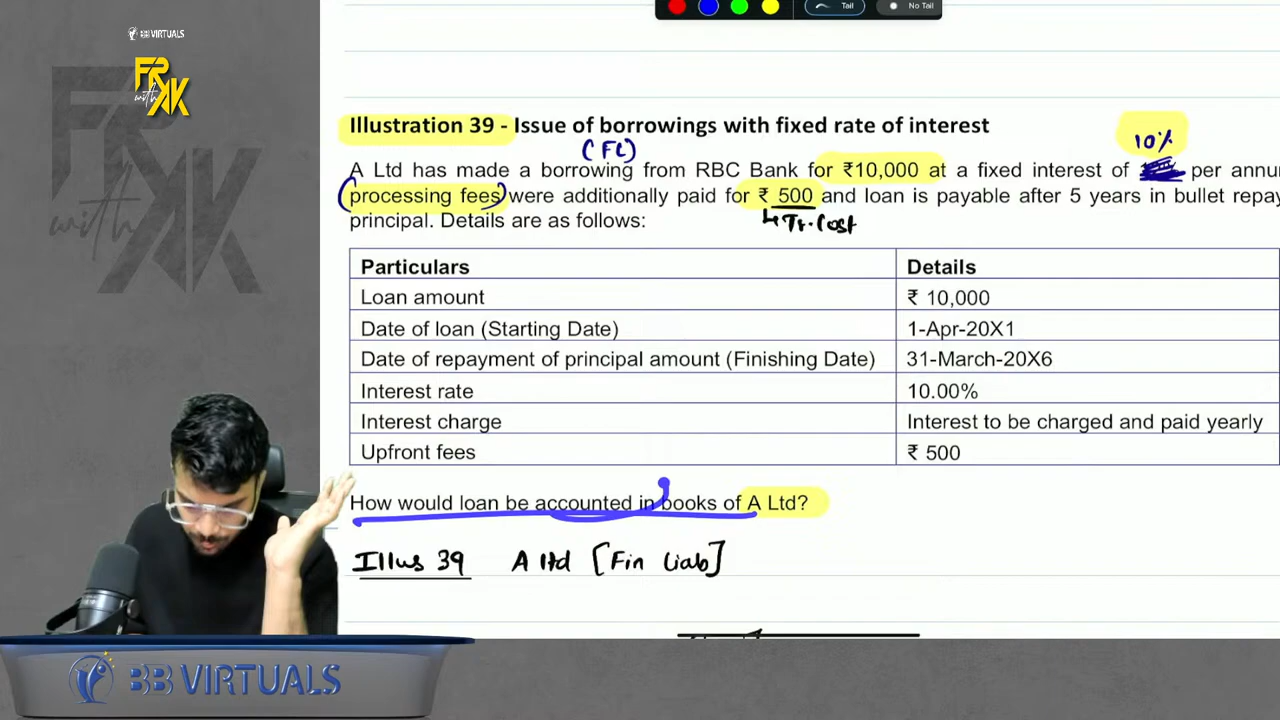 Tail
No Tail
BB VIRTUALS
FR
with
AK
FR
with
AK
Illustration 39 - Issue of borrowings with fixed rate of interest
(FL)
10%
A Ltd has made a borrowing from RBC Bank for ₹10,000 at a fixed interest of per annu
(processing fees) were additionally paid for ₹ 500 and loan is payable after 5 years in bullet repay
principal. Details are as follows:
↳Tr. Cost
Particulars Details
Loan amount ₹ 10,000
Date of loan (Starting Date) 1-Apr-20X1
Date of repayment of principal amount (Finishing Date) 31-March-20X6
Interest rate 10.00%
Interest charge Interest to be charged and paid yearly
Upfront fees ₹ 500
How would loan be accounted in books of A Ltd?
Illus 39 A ltd [Fin Liab]
BB VIRTUALS